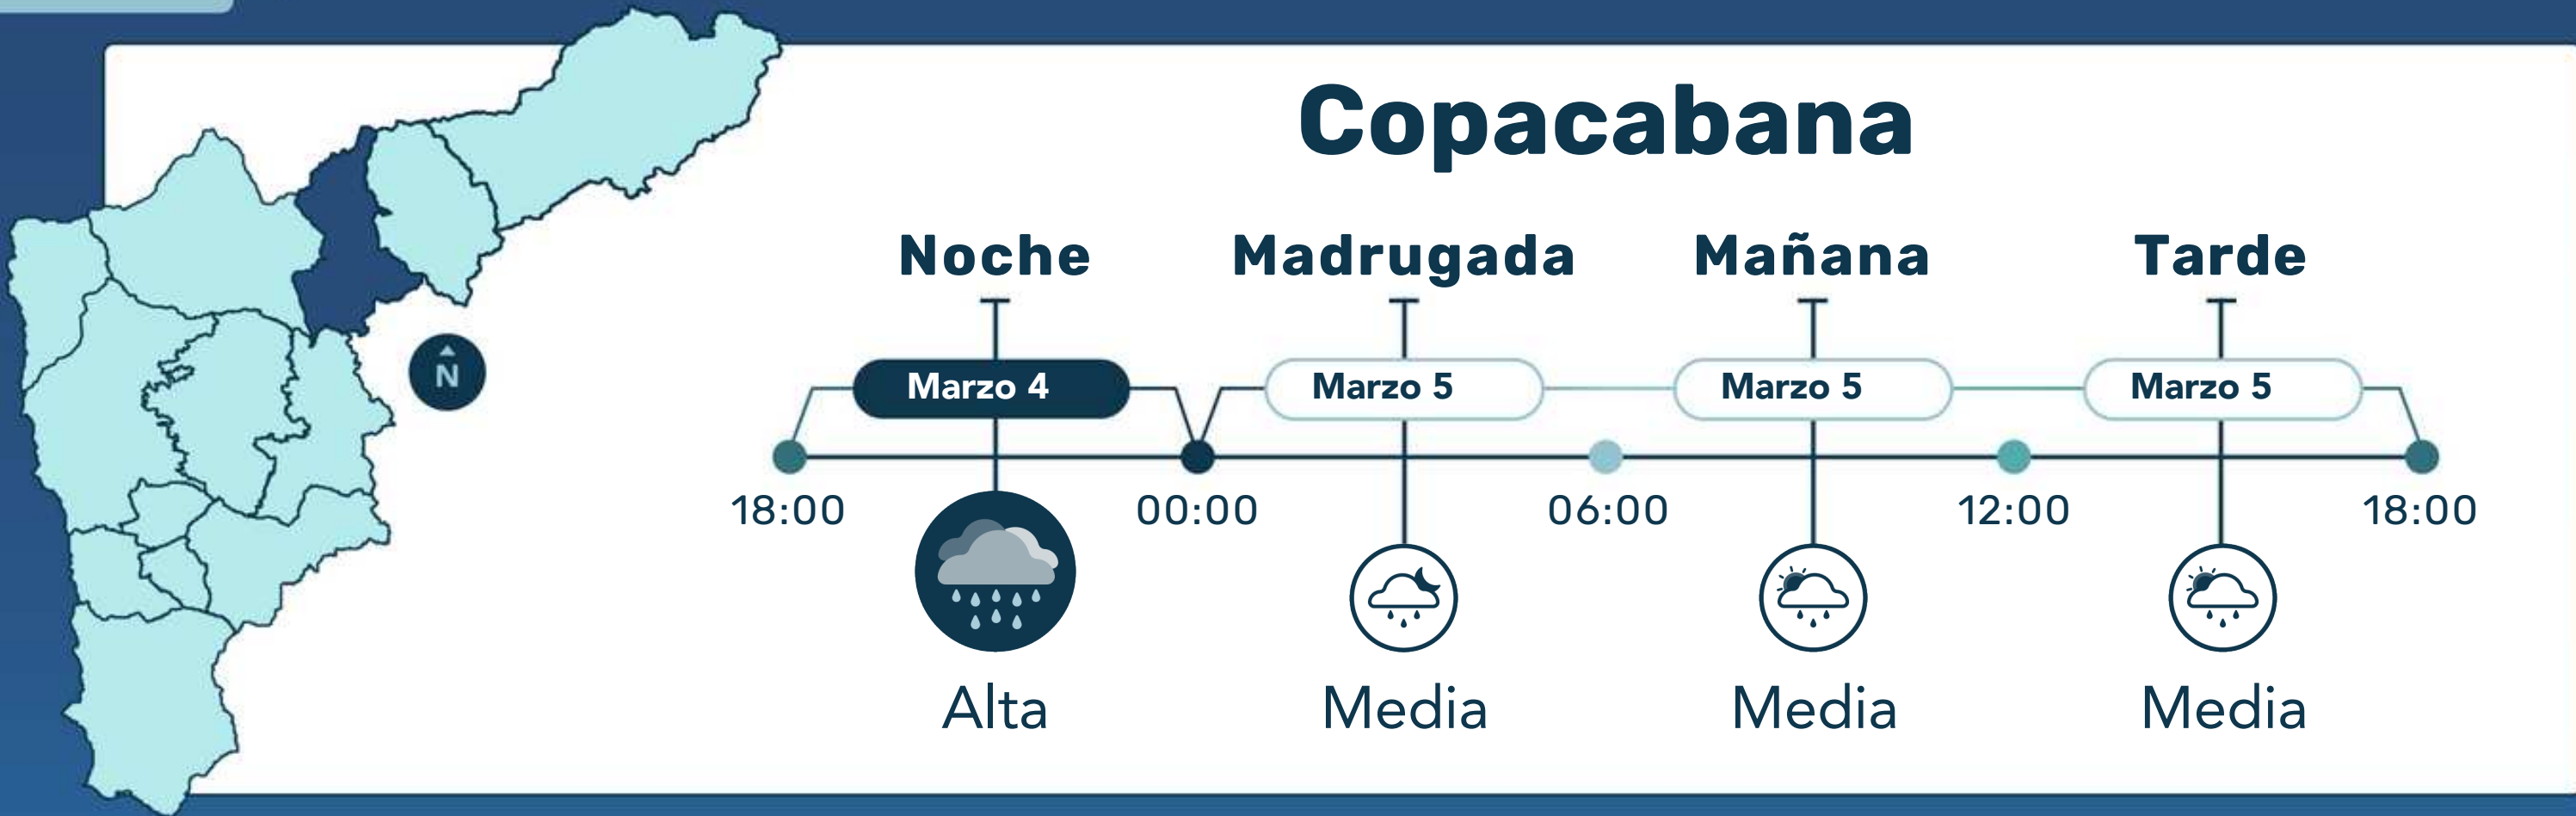 Copacabana
Noche Madrugada Mañana Tarde
Marzo 4 Marzo 5 Marzo 5 Marzo 5
18:00 00:00 06:00 12:00 18:00
Alta Media Media Media
N